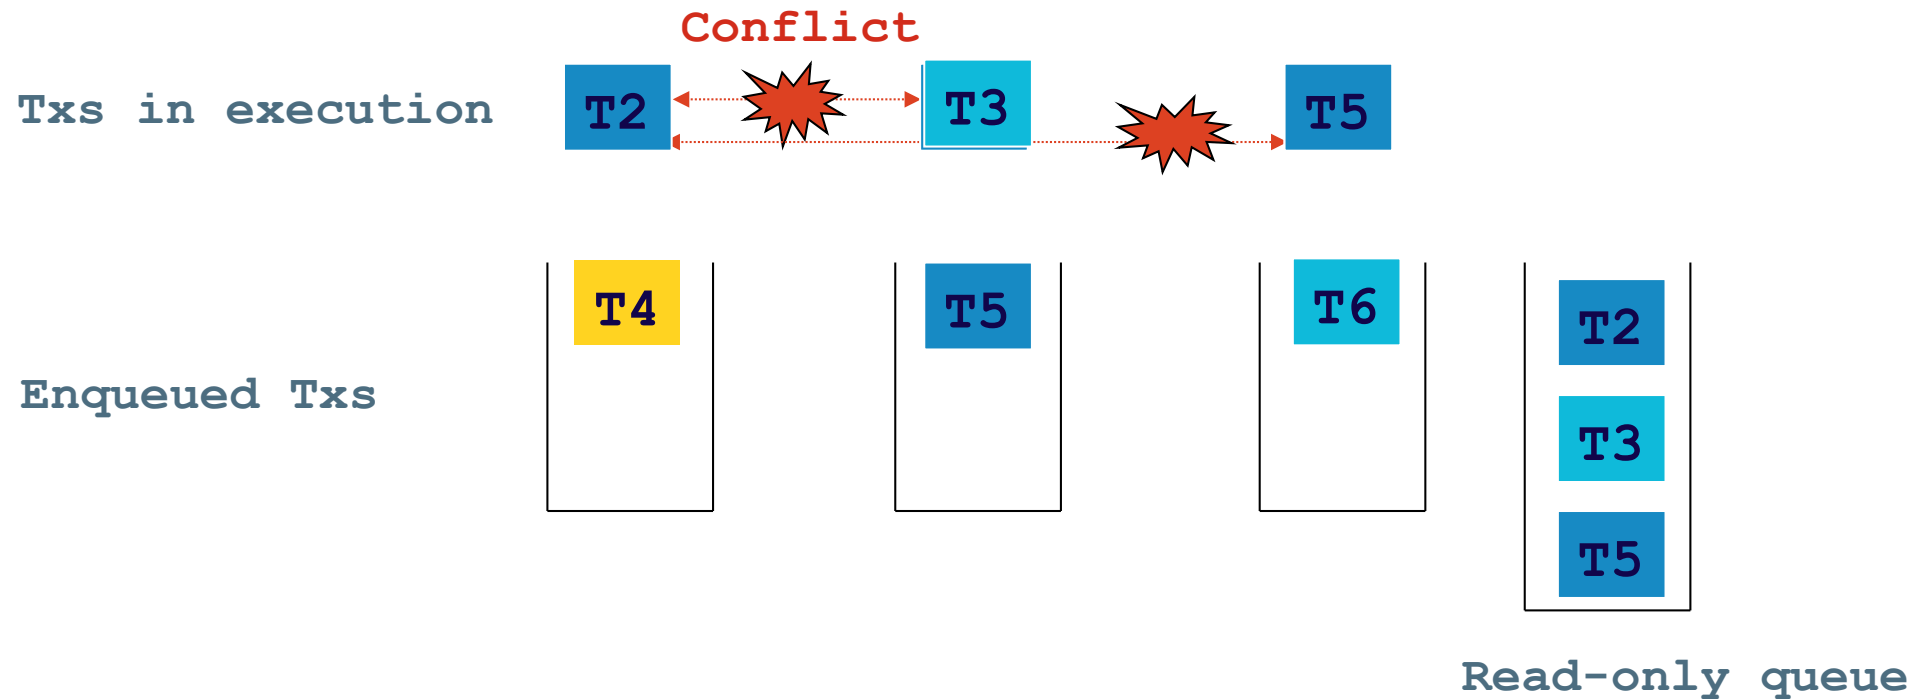 Conflict
Txs in execution
T2
T3
T5
T4
T5
T6
T2
Enqueued Txs
T3
T5
Read-only queue